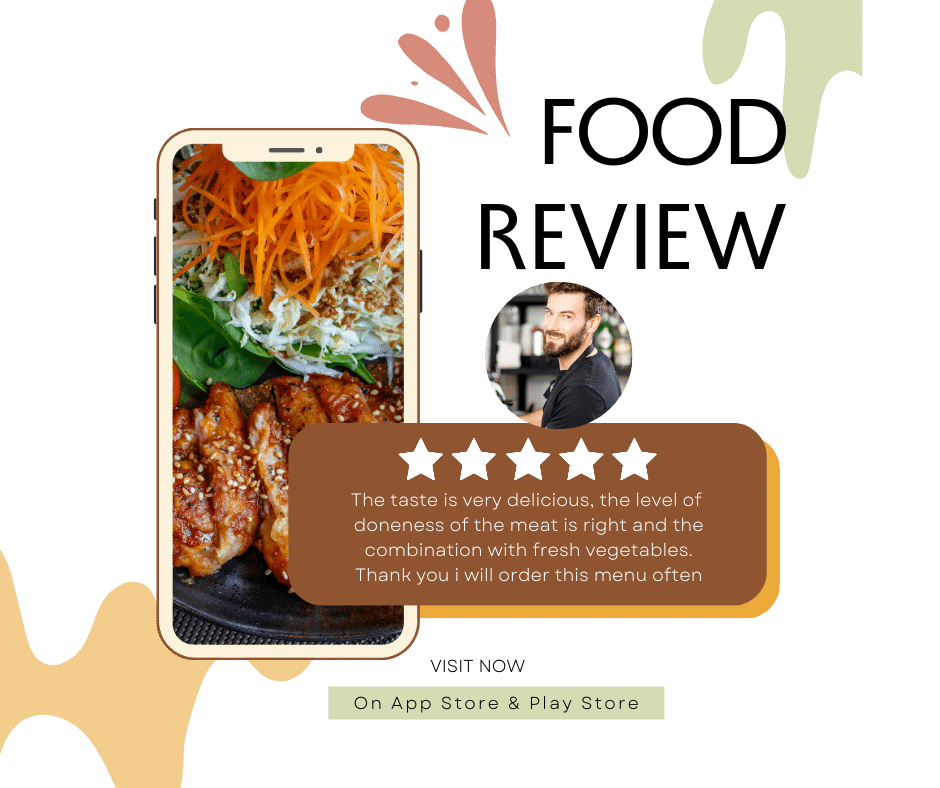 FOOD
REVIEW
The taste is very delicious, the level of
doneness of the meat is right and the
combination with fresh vegetables.
Thank you i will order this menu often
VISIT NOW
On App Store & Play Store